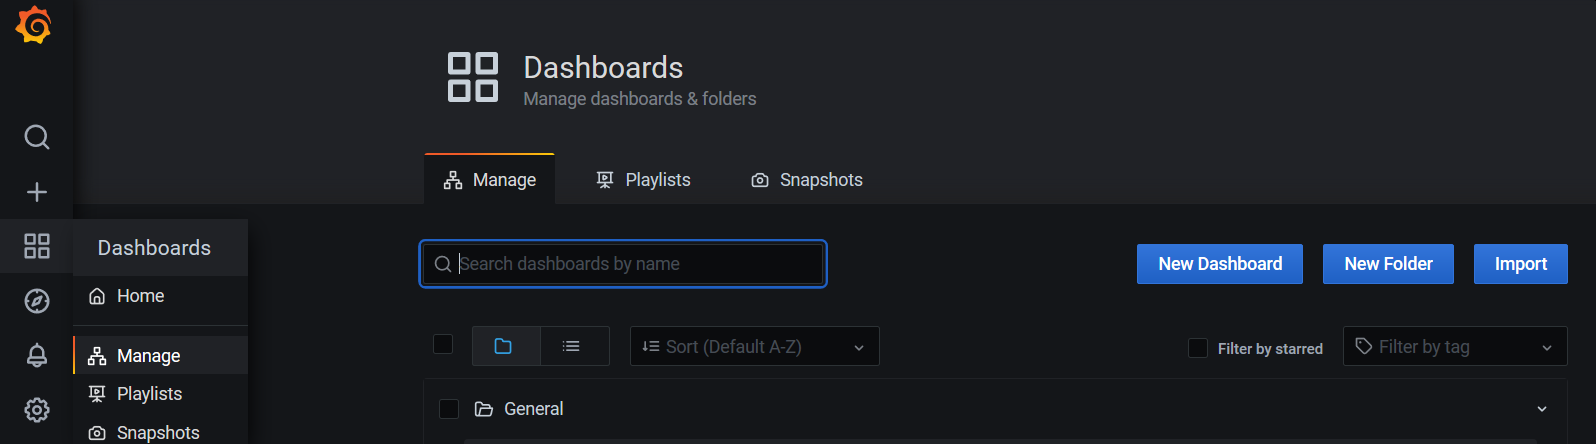 Dashboards
Manage dashboards & folders
Manage
Playlists
Snapshots
Dashboards
Home
Manage
Playlists
Snapshots
Search dashboards by name
New Dashboard
New Folder
Import
Sort (Default A-Z)
Filter by starred
Filter by tag
General